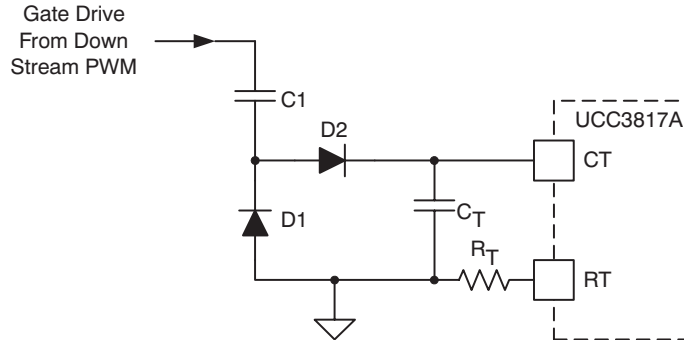 Gate Drive
From Down
Stream PWM
C1
UCC3817A
D2
CT
D1
CT
RT
RT